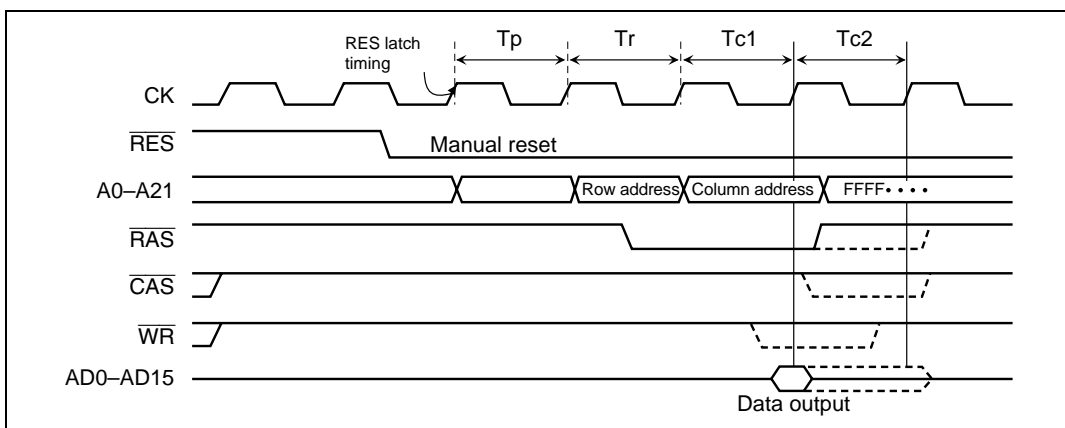 RES latch
timing
Tp
Tr
Tc1
Tc2
CK
RES
Manual reset
A0–A21
Row address
Column address
FFFF····
RAS
CAS
WR
AD0–AD15
Data output